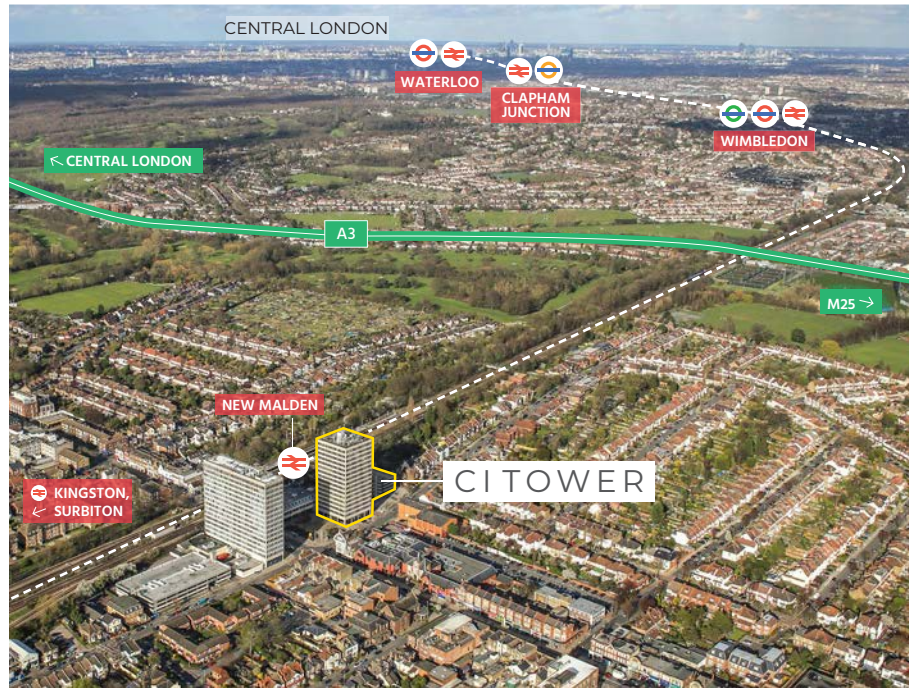 CENTRAL LONDON
WATERLOO
CLAPHAM
JUNCTION
WIMBLEDON
CENTRAL LONDON
A3
M25
NEW MALDEN
CI TOWER
KINGSTON,
SURBITON